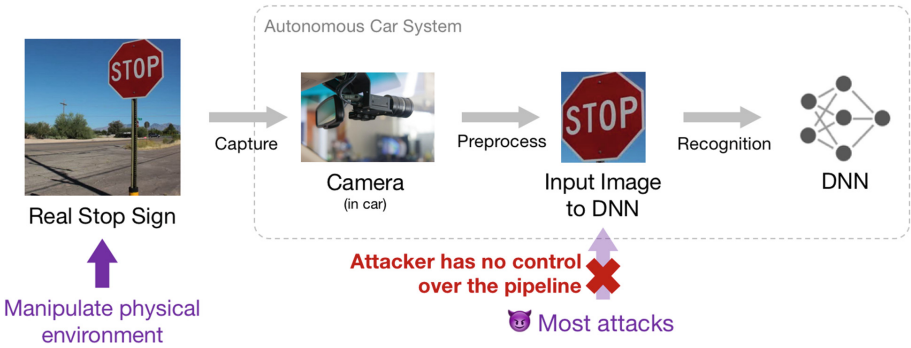 Autonomous Car System
STOP
STOP
Capture
Preprocess
Recognition
Real Stop Sign
Camera
(in car)
Input Image
to DNN
DNN
Attacker has no control
over the pipeline
Manipulate physical
environment
😈 Most attacks